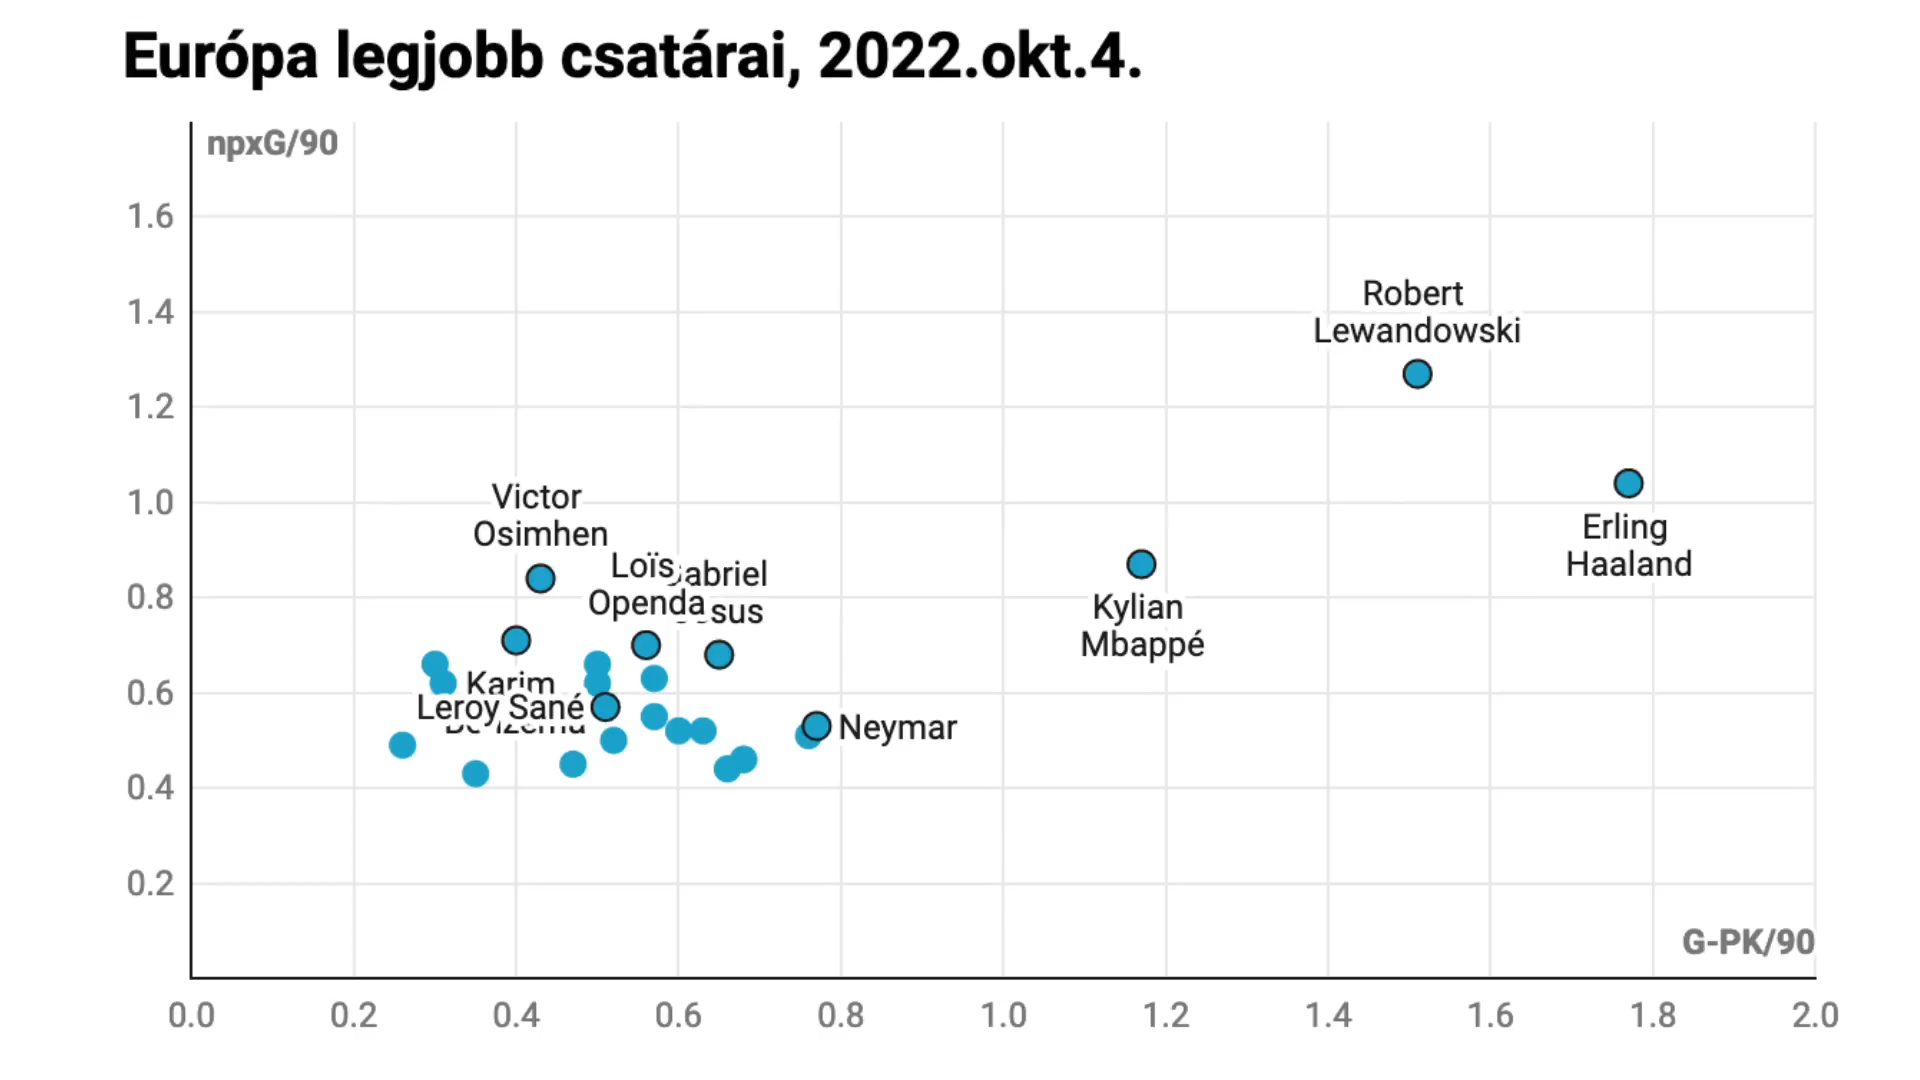 Európa legjobb csatárai, 2022.okt.4.
npxG/90
1.6
1.4
1.2
1.0
0.8
0.6
0.4
0.2
Robert
Lewandowski
Erling
Haaland
Kylian
Mbappé
Victor
Osimhen
Loïs
Openda
Karim
Leroy Sané
Neymar
G-PK/90
0.0 0.2 0.4 0.6 0.8 1.0 1.2 1.4 1.6 1.8 2.0